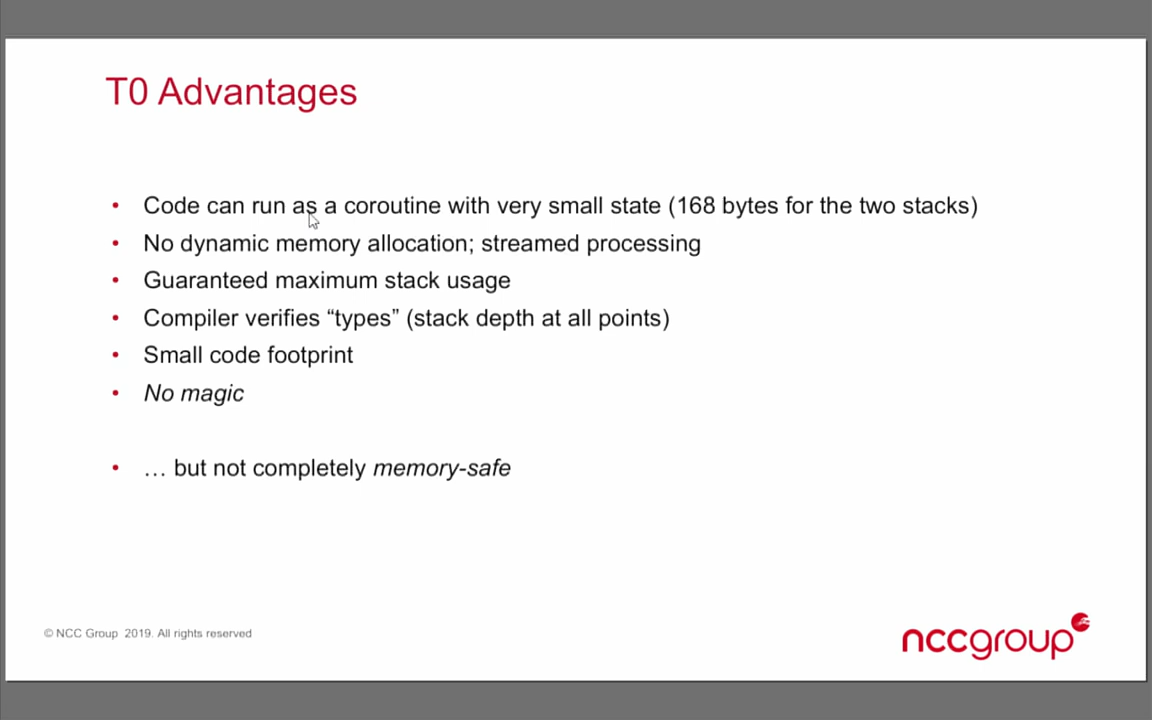 T0 Advantages
• Code can run as a coroutine with very small state (168 bytes for the two stacks)
• No dynamic memory allocation; streamed processing
• Guaranteed maximum stack usage
• Compiler verifies “types” (stack depth at all points)
• Small code footprint
• No magic
• … but not completely memory-safe
© NCC Group 2019. All rights reserved
nccgroup